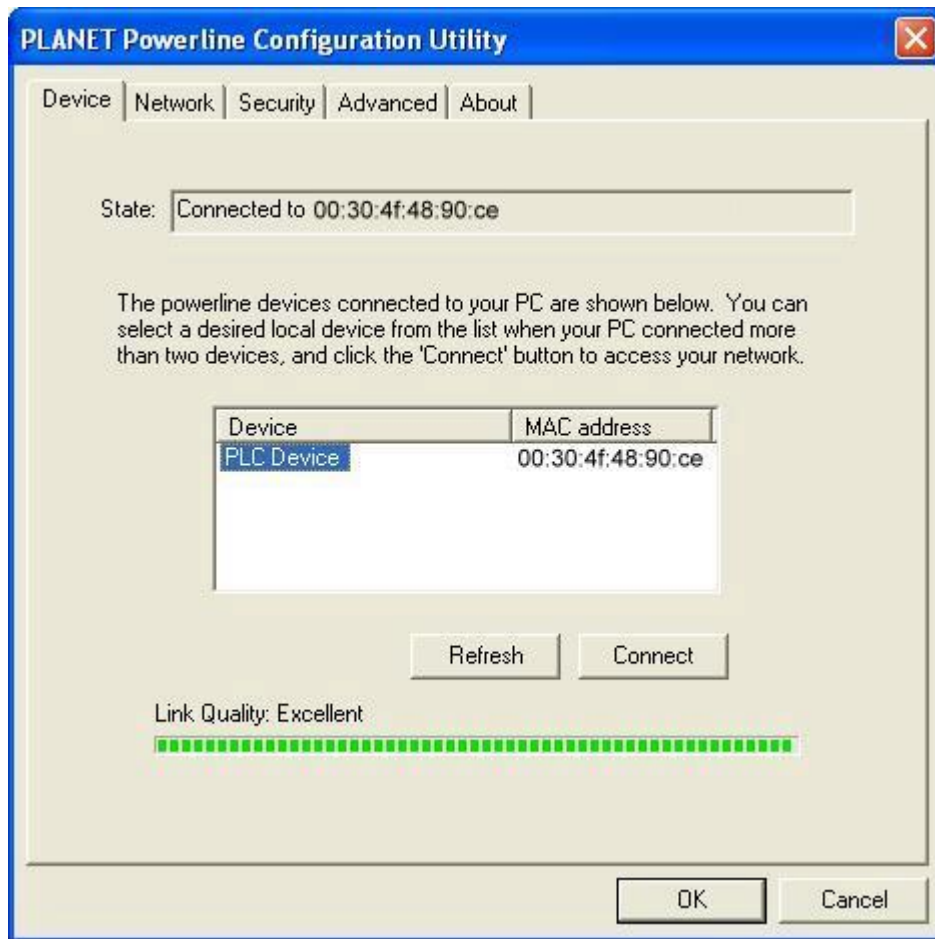 PLANET Powerline Configuration Utility
Device Network Security Advanced About
State: Connected to 00:30:4f:48:90:ce
The powerline devices connected to your PC are shown below. You can
select a desired local device from the list when your PC connected more
than two devices, and click the 'Connect' button to access your network.
Device MAC address
PLC Device 00:30:4f:48:90:ce
Refresh Connect
Link Quality: Excellent
OK Cancel